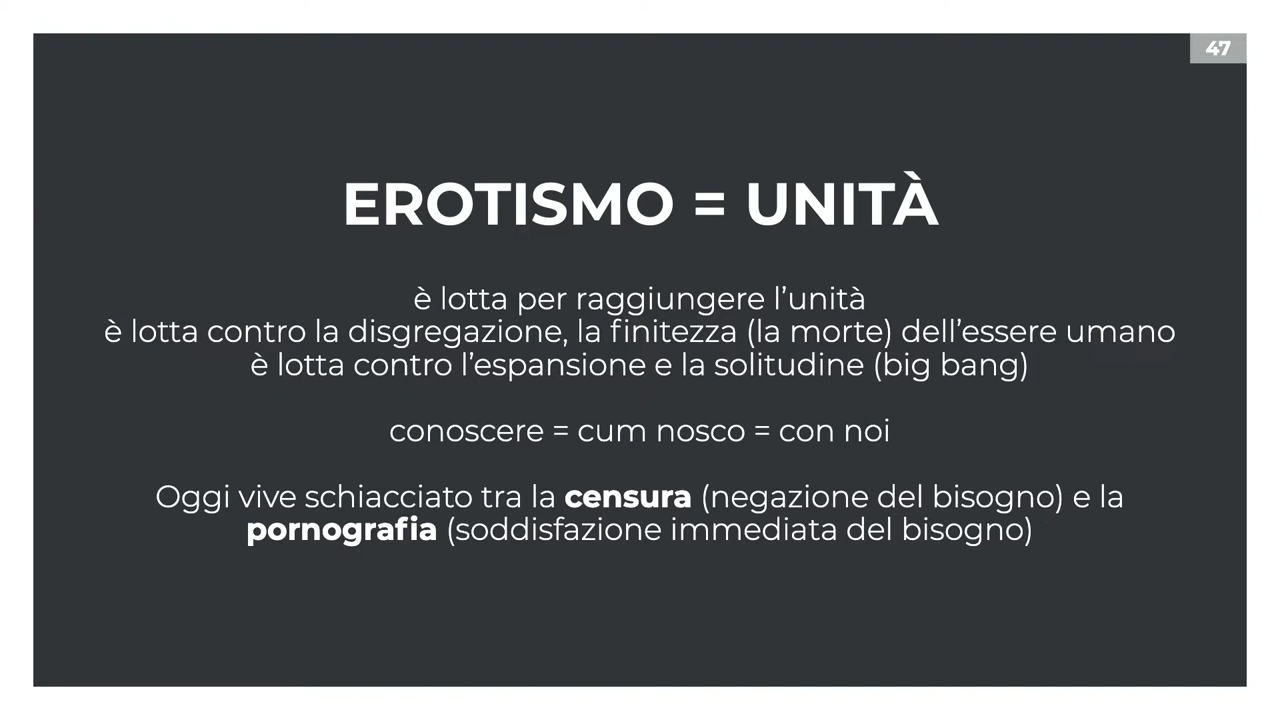 47
EROTISMO = UNITÀ
è lotta per raggiungere l’unità
è lotta contro la disgregazione, la finitezza (la morte) dell’essere umano
è lotta contro l’espansione e la solitudine (big bang)
conoscere = cum nosco = con noi
Oggi vive schiacciato tra la censura (negazione del bisogno) e la
pornografia (soddisfazione immediata del bisogno)